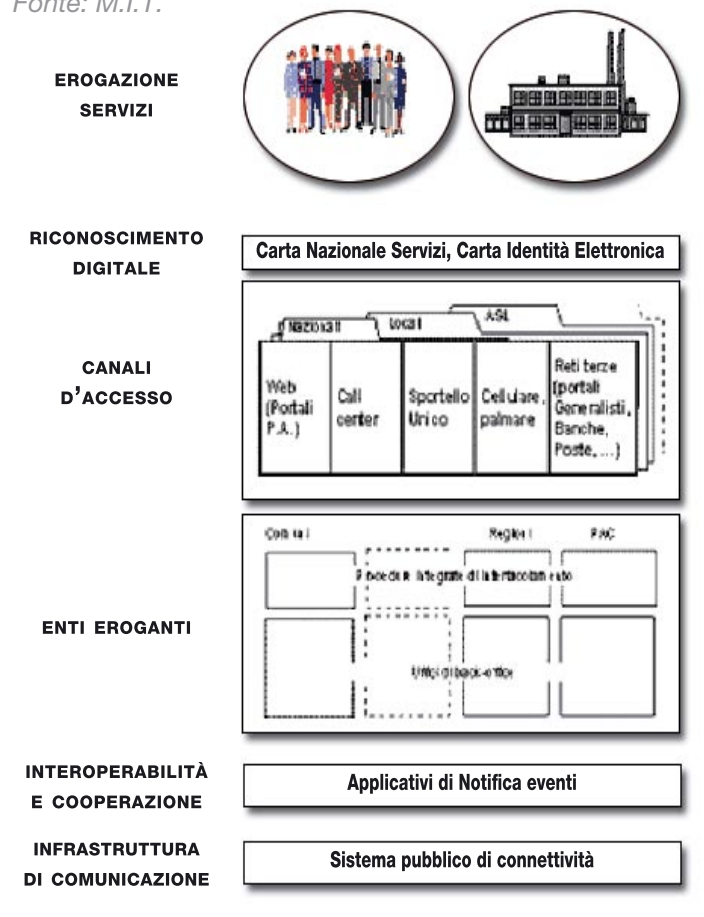 Fonte: M.I.T.
EROGAZIONE
SERVIZI
RICONOSCIMENTO
DIGITALE
Carta Nazionale Servizi, Carta Identità Elettronica
CANALI
D'ACCESSO
Nazionali
Locali
ASL
Web
(Portali
P.A.)
Call
center
Sportello
Unico
Cellulare,
palmare
Reti terze
(portali
Generalisti,
Banche,
Poste, ...)
ENTI EROGANTI
Comuni
Regioni
PAC
Procedure integrate di interfacciamento
Uffici di back-office
INTEROPERABILITÀ
E COOPERAZIONE
Applicativi di Notifica eventi
INFRASTRUTTURA
DI COMUNICAZIONE
Sistema pubblico di connettività